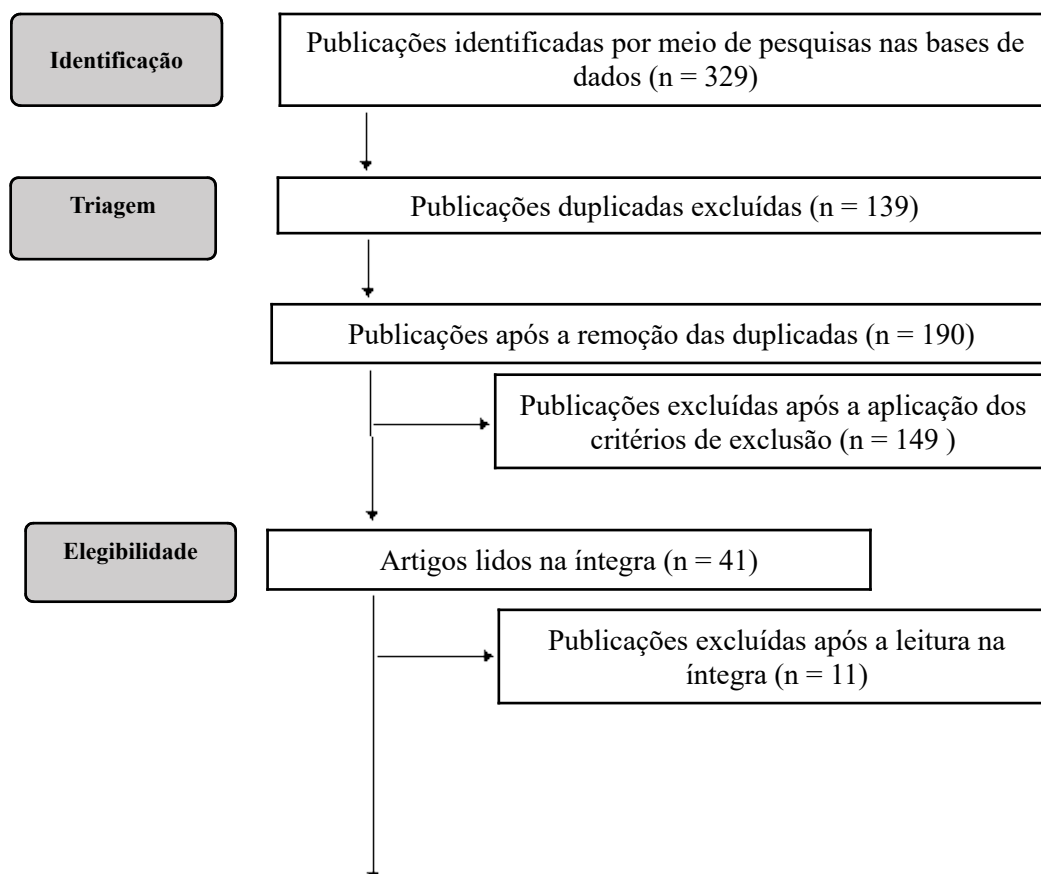 Identificação
Publicações identificadas por meio de pesquisas nas bases de
dados (n = 329)
Triagem
Publicações duplicadas excluídas (n = 139)
Publicações após a remoção das duplicadas (n = 190)
Publicações excluídas após a aplicação dos
critérios de exclusão (n = 149 )
Elegibilidade
Artigos lidos na íntegra (n = 41)
Publicações excluídas após a leitura na
íntegra (n = 11)